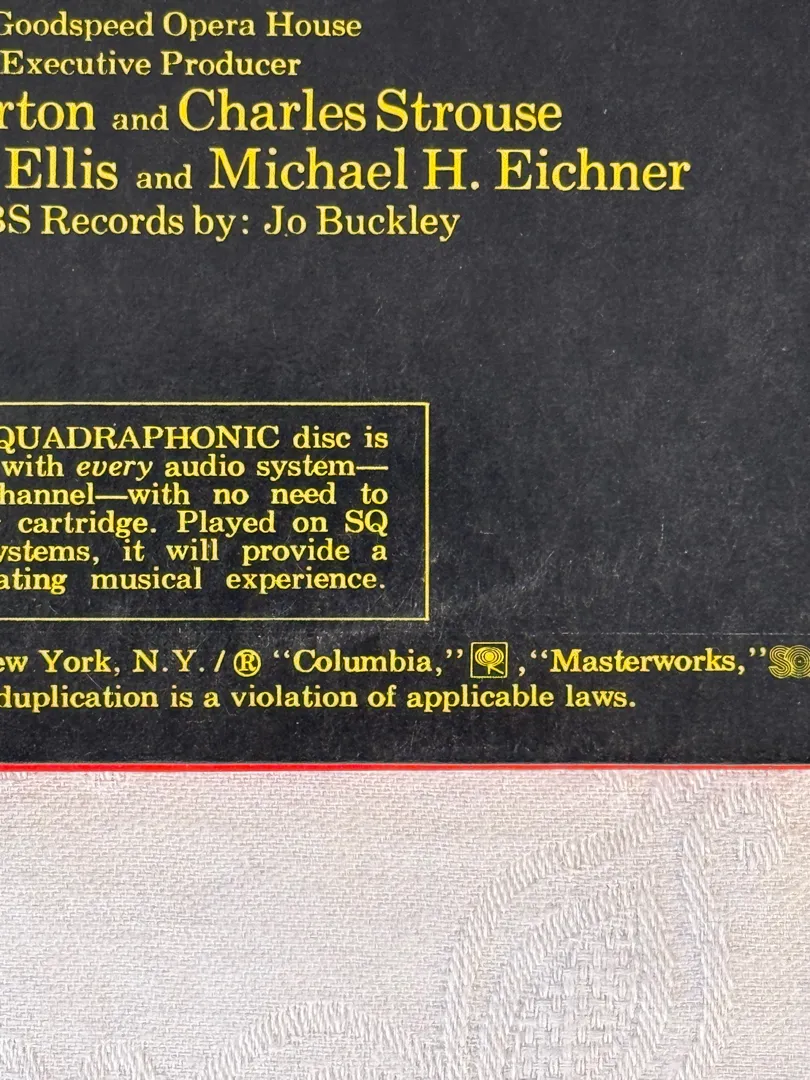 Goodspeed Opera House
Executive Producer
rton and Charles Strouse
Ellis and Michael H. Eichner
BS Records by: Jo Buckley
QUADRAPHONIC disc is
with every audio system—
hannel—with no need to
cartridge. Played on SQ
ystems, it will provide a
ating musical experience.
ew York, N.Y. / ® "Columbia," , "Masterworks," SQ
duplication is a violation of applicable laws.